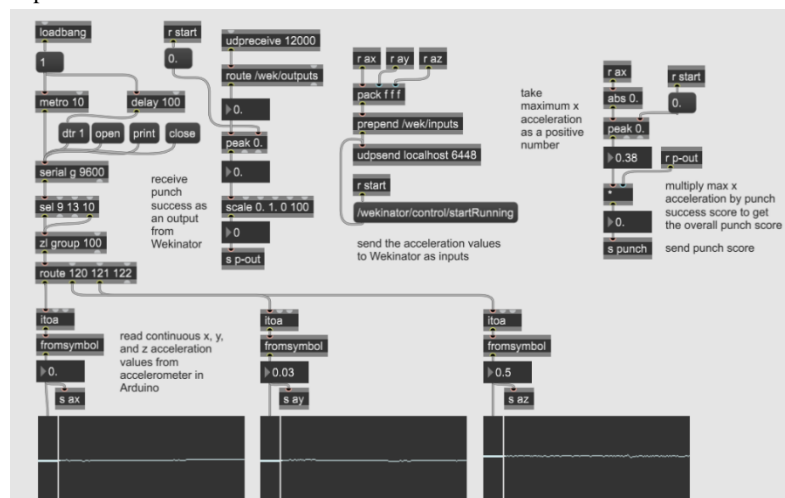 loadbang
1
metro 10
delay 100
dtr 1
open
print
close
serial g 9600
sel 9 13 10
zl group 100
route 120 121 122
r start
0.
udpreceive 12000
route /wek/outputs
0.
peak 0.
0.
scale 0. 1. 0 100
0
s p-out
receive
punch
success as
an output
from
Wekinator
r ax
r ay
r az
pack f f f
prepend /wek/inputs
udpsend localhost 6448
r start
/wekinator/control/startRunning
send the acceleration values
to Wekinator as inputs
take
maximum x
acceleration
as a positive
number
r ax
r start
abs 0.
0.
peak 0.
0.38
r p-out
*
0.
s punch
multiply max x
acceleration by punch
success score to get
the overall punch score
send punch score
itoa
fromsymbol
0.
s ax
read continuous x, y,
and z acceleration
values from
accelerometer in
Arduino
itoa
fromsymbol
0.03
s ay
itoa
fromsymbol
0.5
s az